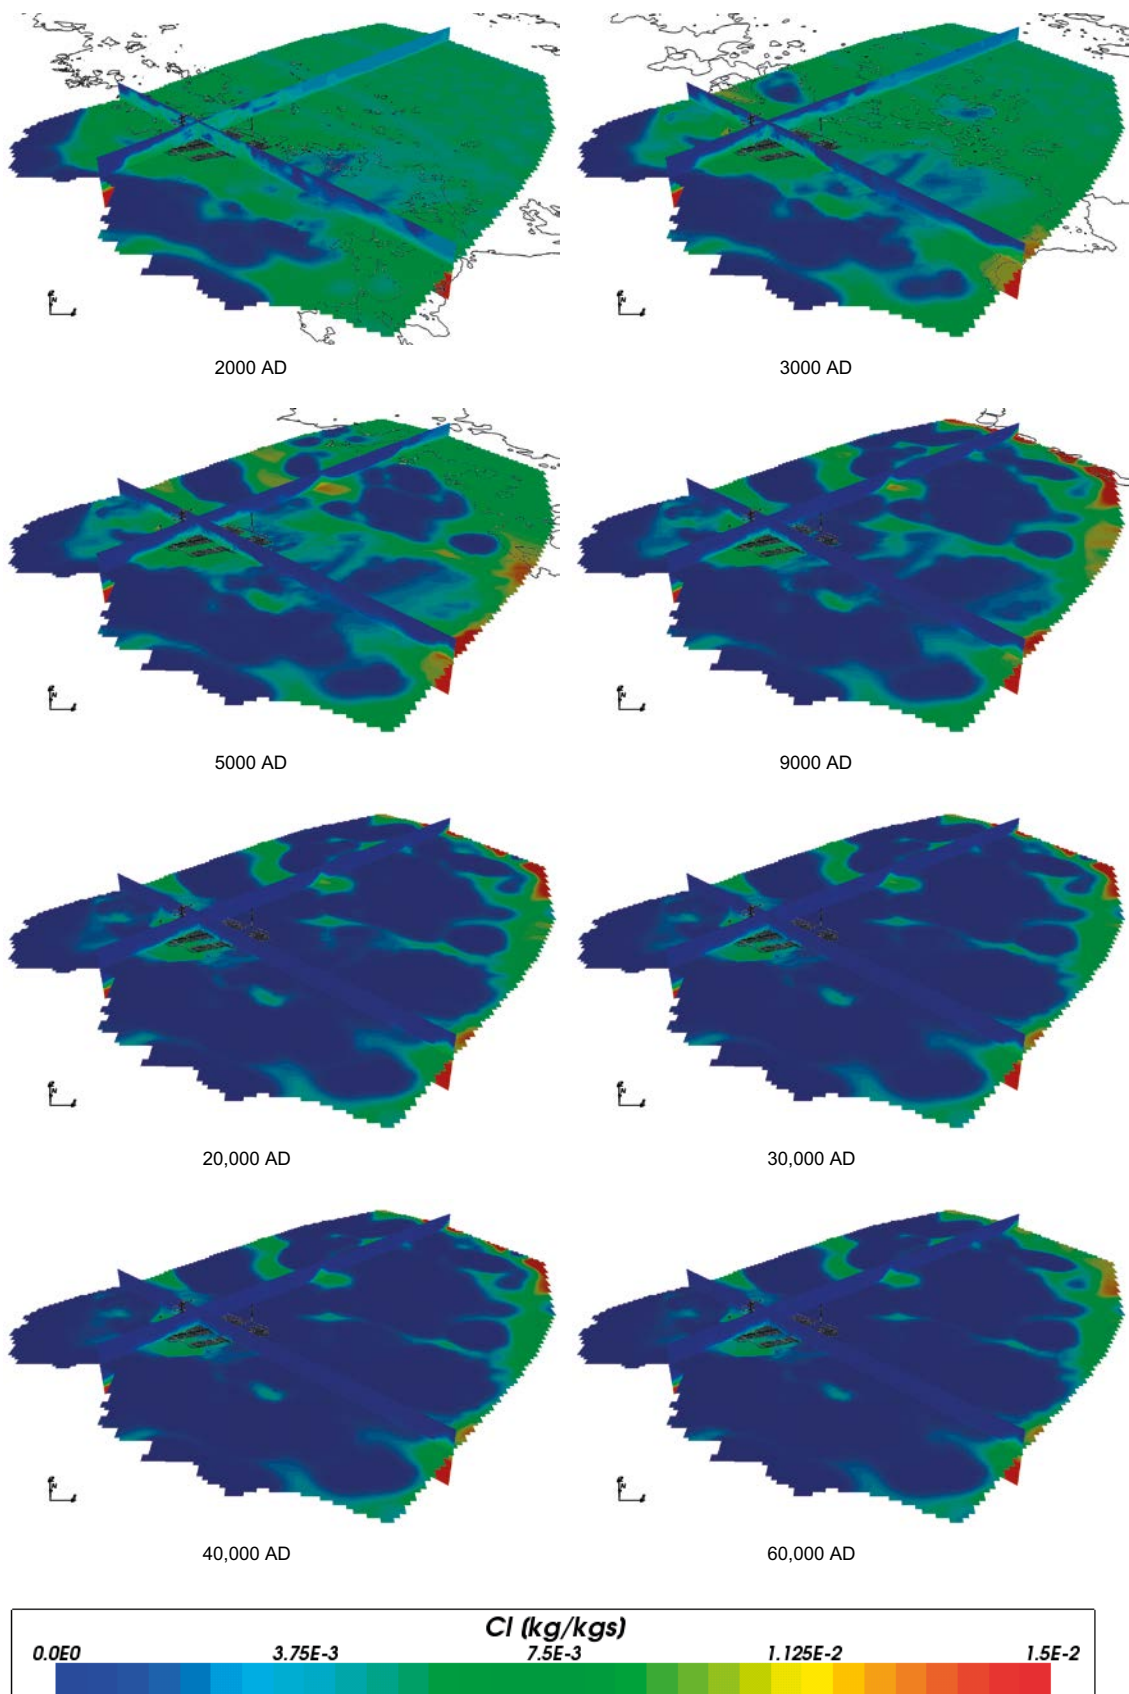 2000 AD
3000 AD
5000 AD
9000 AD
20,000 AD
30,000 AD
40,000 AD
60,000 AD
Cl (kg/kgs)
0.0E0 3.75E-3 7.5E-3 1.125E-2 1.5E-2